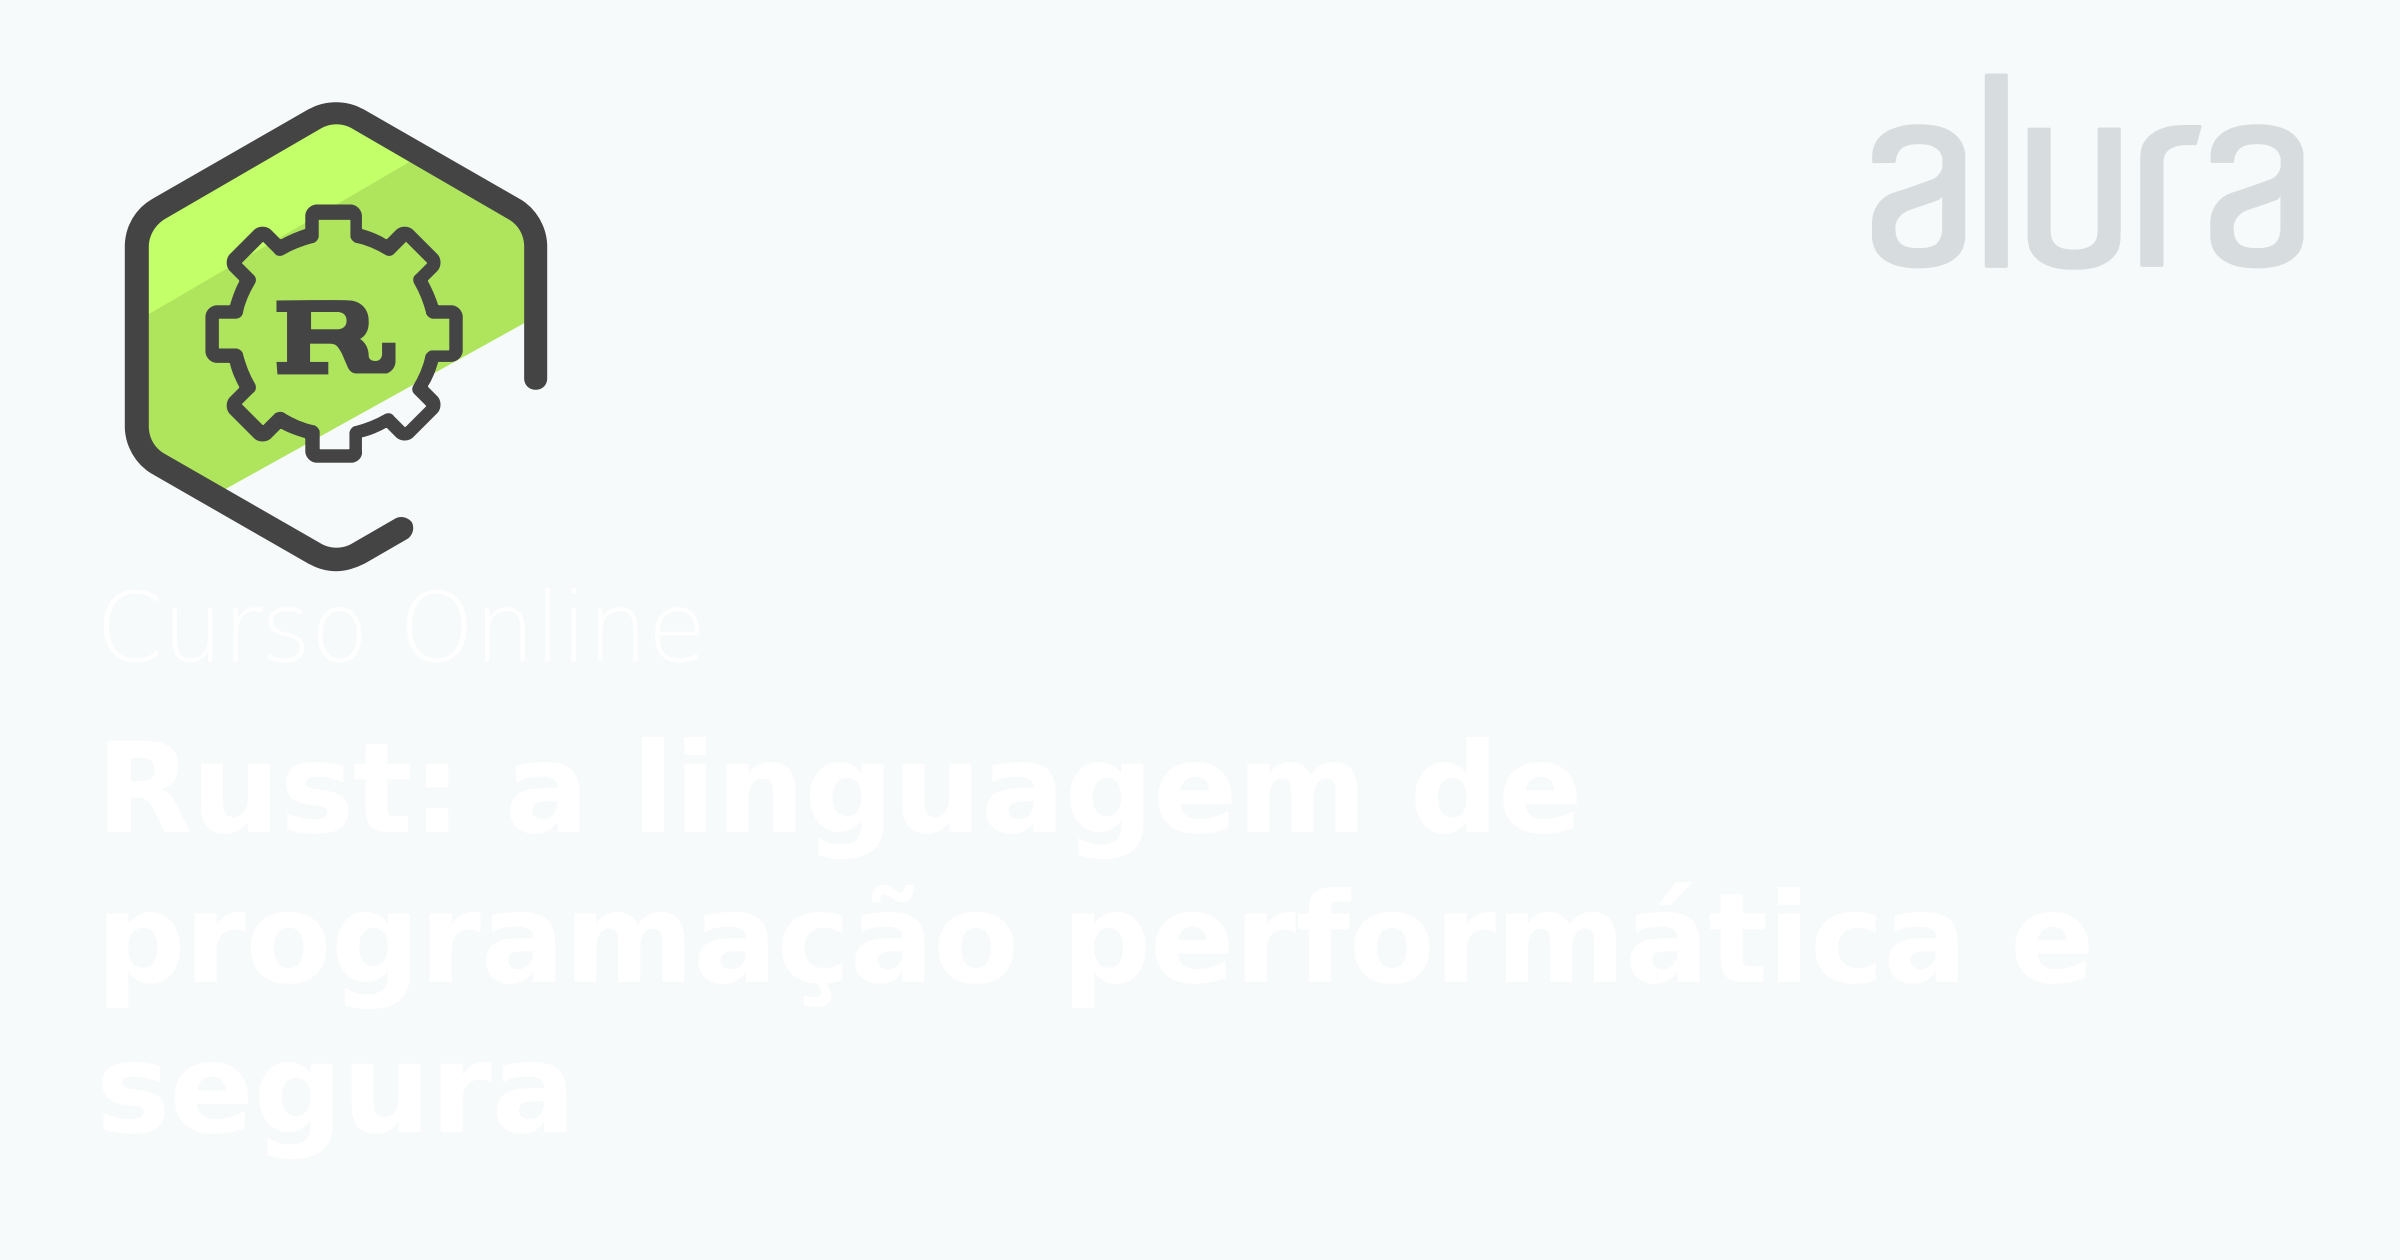 alura
R
Curso Online
Rust: a linguagem de
programação performática e
segura